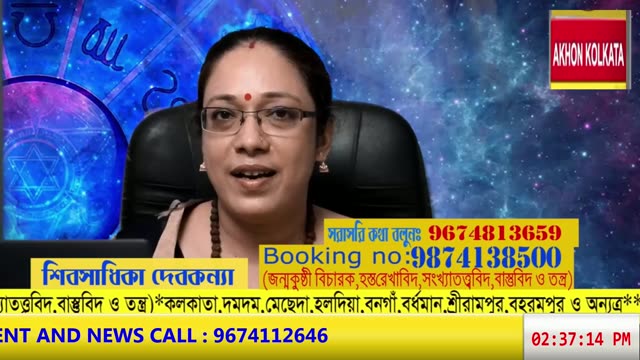 AKHON KOLKATA
সরাসরি কথা বলুনঃ 9674813659
Booking no:9874138500
শিবসাধিকা দেবকন্যা
(জন্মকুষ্ঠী বিচারক,হস্তরেখাবিদ,সংখ্যাতত্ত্ববিদ,বাস্তুবিদ ও তন্ত্র)
্যাতত্ত্ববিদ,বাস্তুবিদ ও তন্ত্র)*কলকাতা,দমদম,মেছেদা,হলদিয়া,বনগাঁ,বর্ধমান,শ্রীরামপুর,বহরমপুর ও অন্যত্র**
ENT AND NEWS CALL : 9674112646
02:37:14 PM